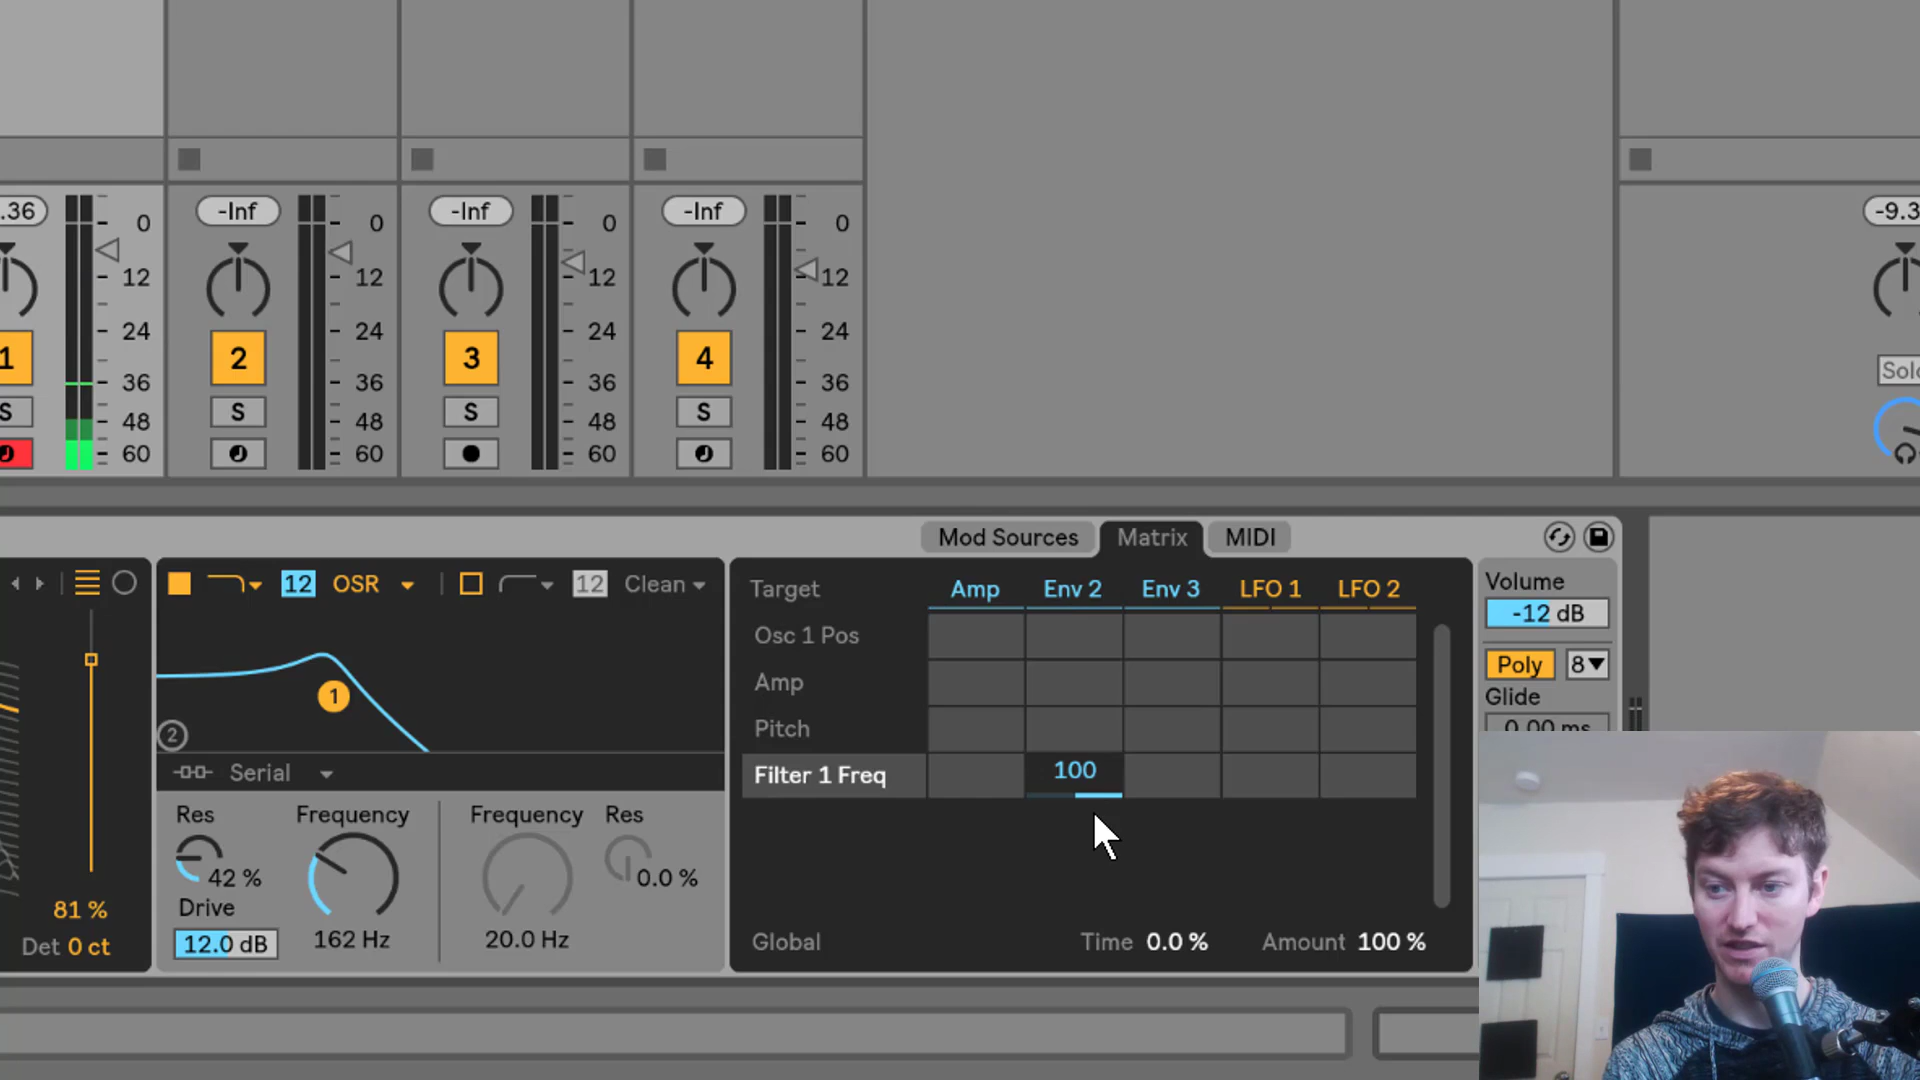 .36 -Inf -Inf -Inf -9.3
0 0 0 0
12 12 12 12
24 24 24 24
1 2 3 4
36 36 36 36 Solo
S S S S
48 48 48 48
60 60 60 60
Mod Sources Matrix MIDI
12 OSR 12 Clean
Target Amp Env 2 Env 3 LFO 1 LFO 2
Volume
-12 dB
Osc 1 Pos
Poly 8
Amp
Glide
1
Pitch
0.00 ms
2
Serial
Filter 1 Freq 100
Res Frequency Frequency Res
42 % 0.0 %
Drive
81 %
12.0 dB 162 Hz 20.0 Hz
Det 0 ct
Global Time 0.0 % Amount 100 %